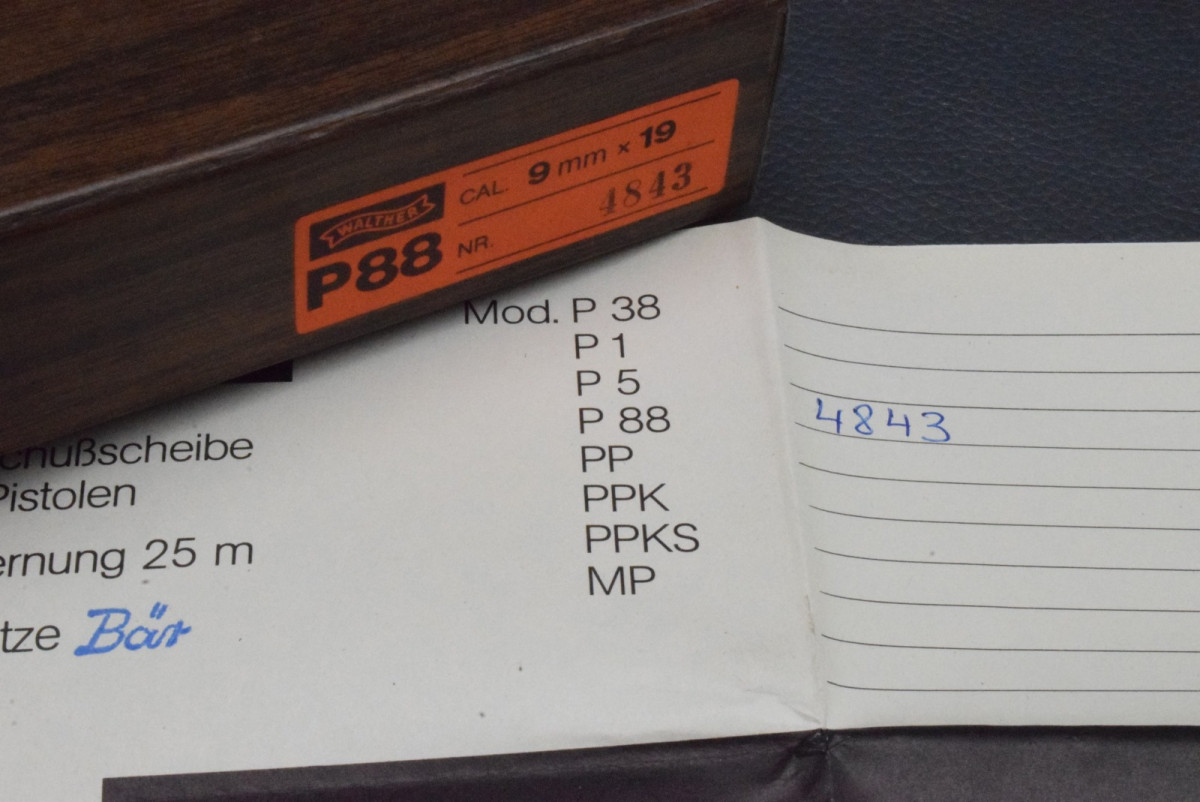 WALTHER
P88
CAL. 9 mm × 19
NR. 4843
Mod. P 38
P 1
P 5
P 88 4843
PP
PPK
PPKS
MP
chußscheibe
Pistolen
ernung 25 m
tze Bär